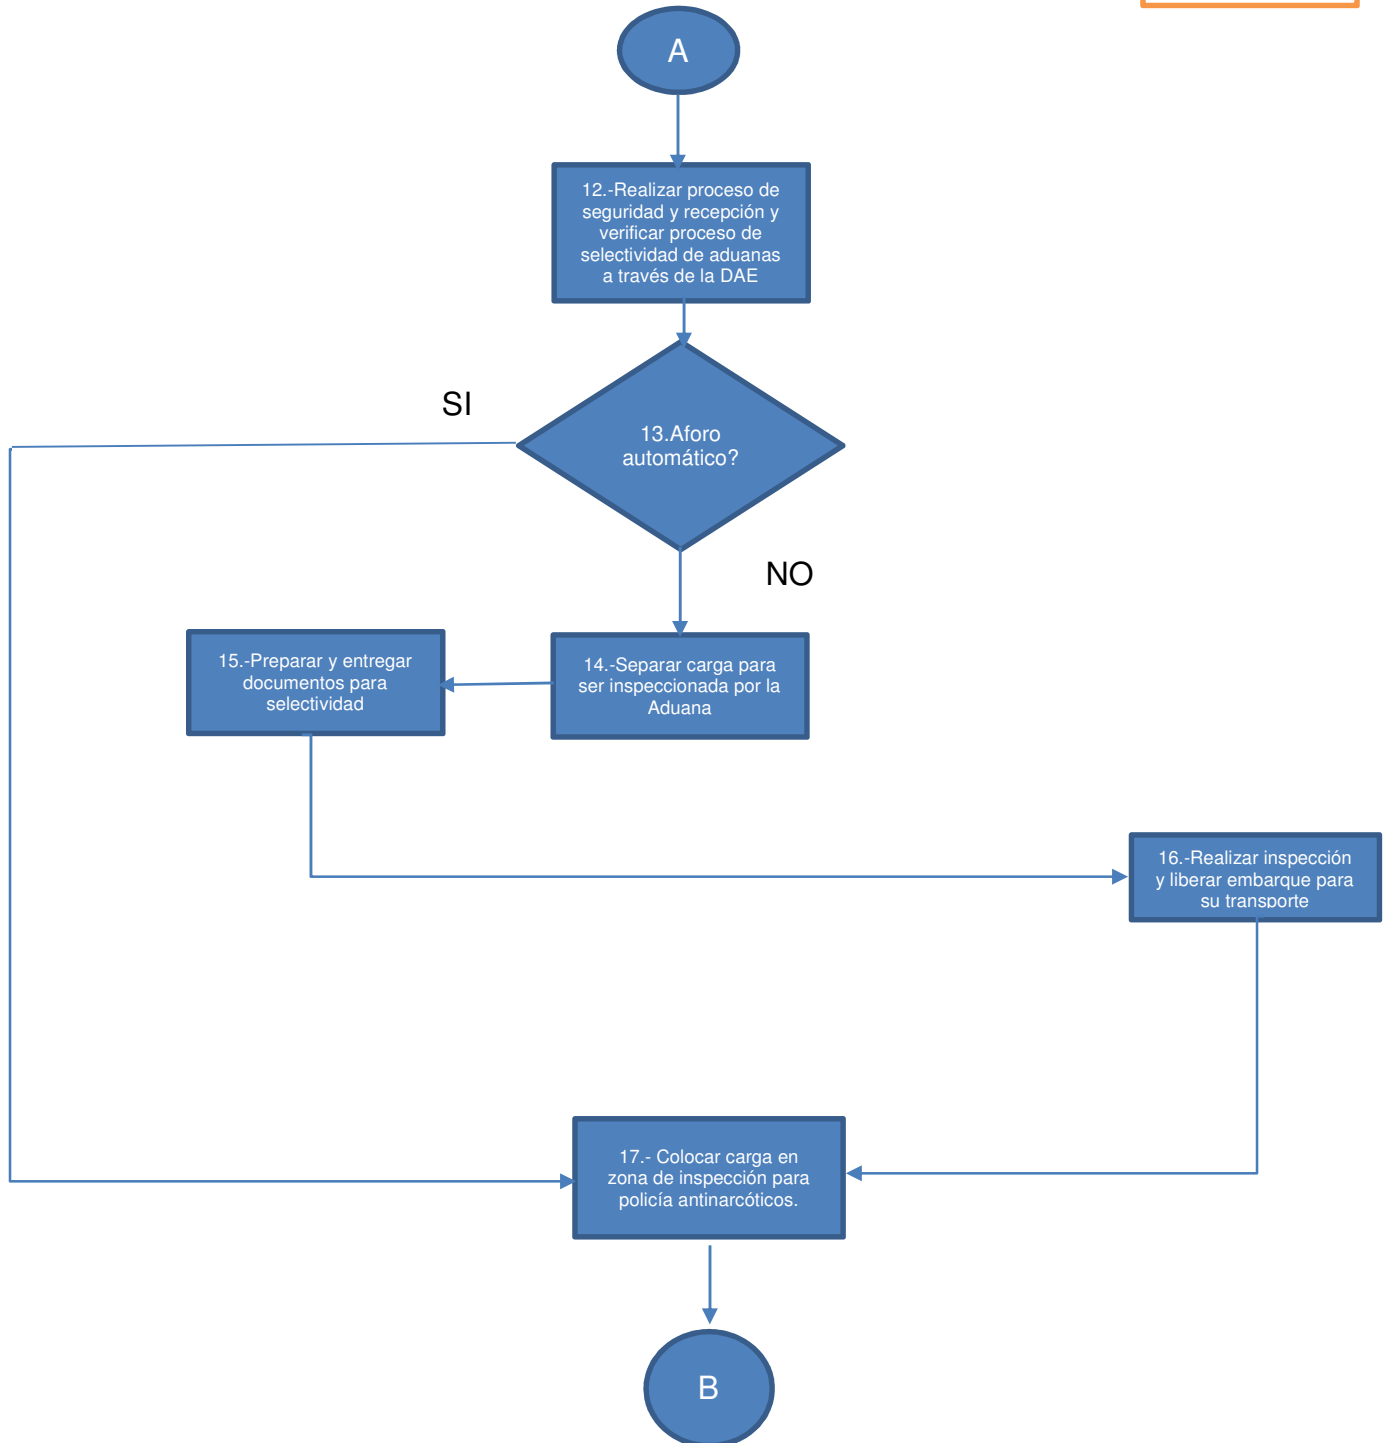 A
12.-Realizar proceso de
seguridad y recepción y
verificar proceso de
selectividad de aduanas
a través de la DAE
SI
13.Aforo
automático?
NO
15.-Preparar y entregar
documentos para
selectividad
14.-Separar carga para
ser inspeccionada por la
Aduana
16.-Realizar inspección
y liberar embarque para
su transporte
17.- Colocar carga en
zona de inspección para
policía antinarcóticos.
B